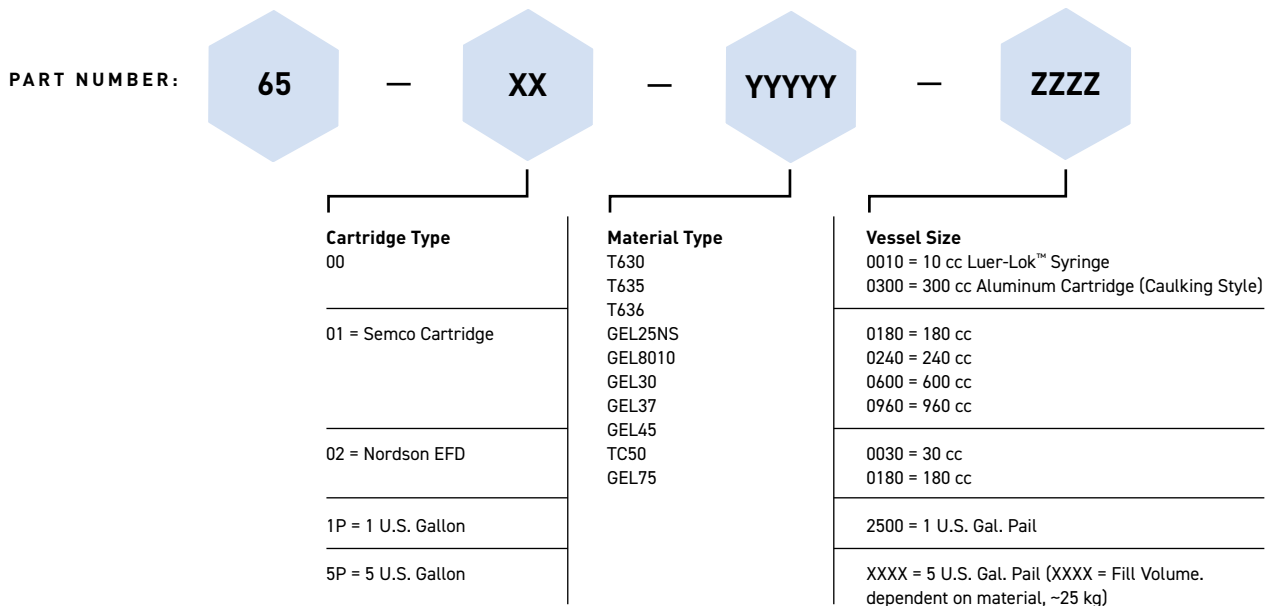 PART NUMBER: 65 — XX — YYYYY — ZZZZ
Cartridge Type
00
01 = Semco Cartridge
02 = Nordson EFD
1P = 1 U.S. Gallon
5P = 5 U.S. Gallon
Material Type
T630
T635
T636
GEL25NS
GEL8010
GEL30
GEL37
GEL45
TC50
GEL75
Vessel Size
0010 = 10 cc Luer-Lok™ Syringe
0300 = 300 cc Aluminum Cartridge (Caulking Style)
0180 = 180 cc
0240 = 240 cc
0600 = 600 cc
0960 = 960 cc
0030 = 30 cc
0180 = 180 cc
2500 = 1 U.S. Gal. Pail
XXXX = 5 U.S. Gal. Pail (XXXX = Fill Volume.
dependent on material, ~25 kg)